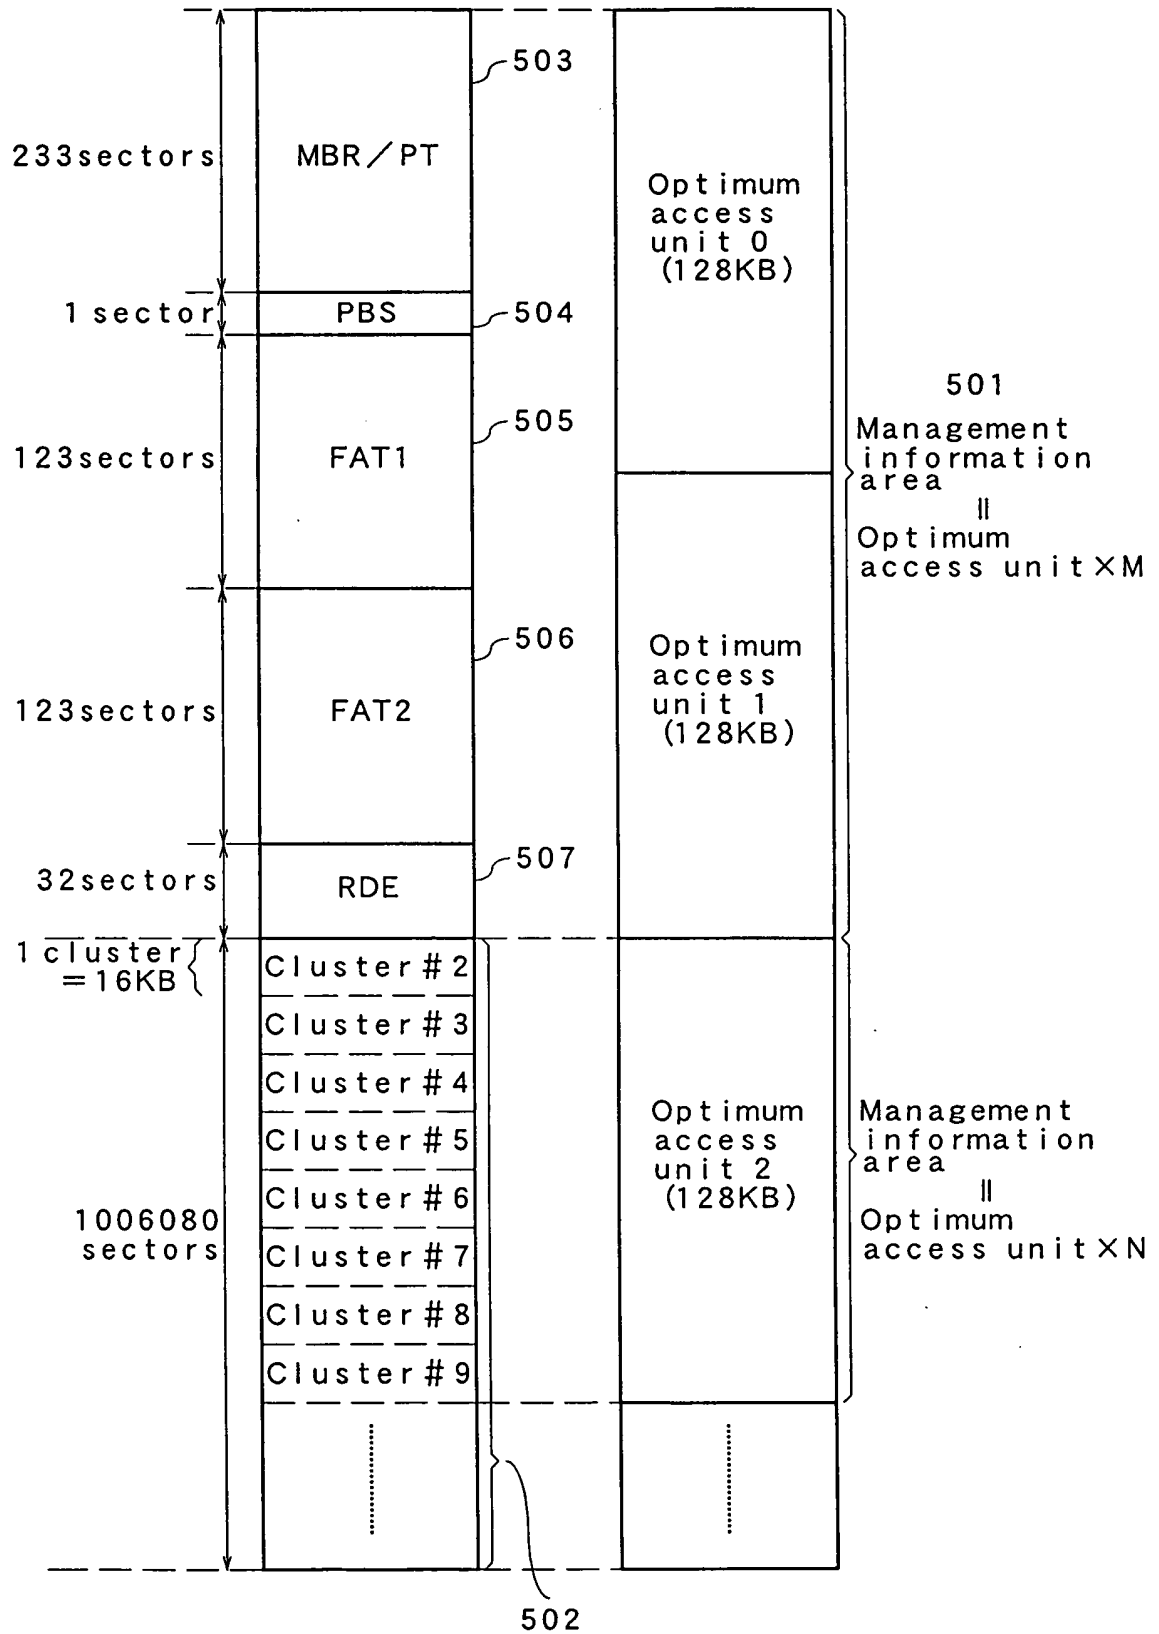 503
233sectors
MBR/PT
Optimum
access
unit 0
(128KB)
1 sector
PBS
504
501
Management
information
area
=
Optimum
access unit×M
505
123sectors
FAT1
506
Optimum
access
unit 1
(128KB)
123sectors
FAT2
507
32sectors
RDE
1 cluster
=16KB
Cluster#2
Cluster#3
Cluster#4
Cluster#5
Cluster#6
Cluster#7
Cluster#8
Cluster#9
1006080
sectors
Optimum
access
unit 2
(128KB)
Management
information
area
=
Optimum
access unit×N
502